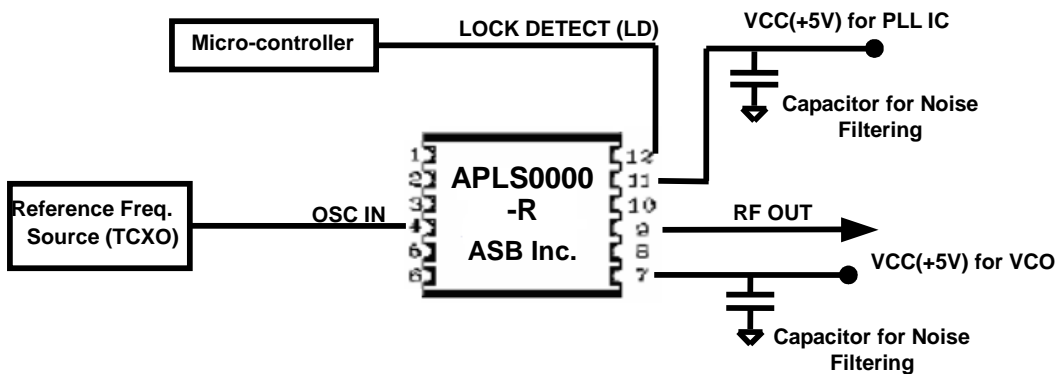 VCC(+5V) for PLL IC
LOCK DETECT (LD)
Micro-controller
Capacitor for Noise
Filtering
1
2
3
4
5
6
12
11
10
9
8
7
APLS0000
-R
ASB Inc.
Reference Freq.
Source (TCXO)
OSC IN
RF OUT
VCC(+5V) for VCO
Capacitor for Noise
Filtering